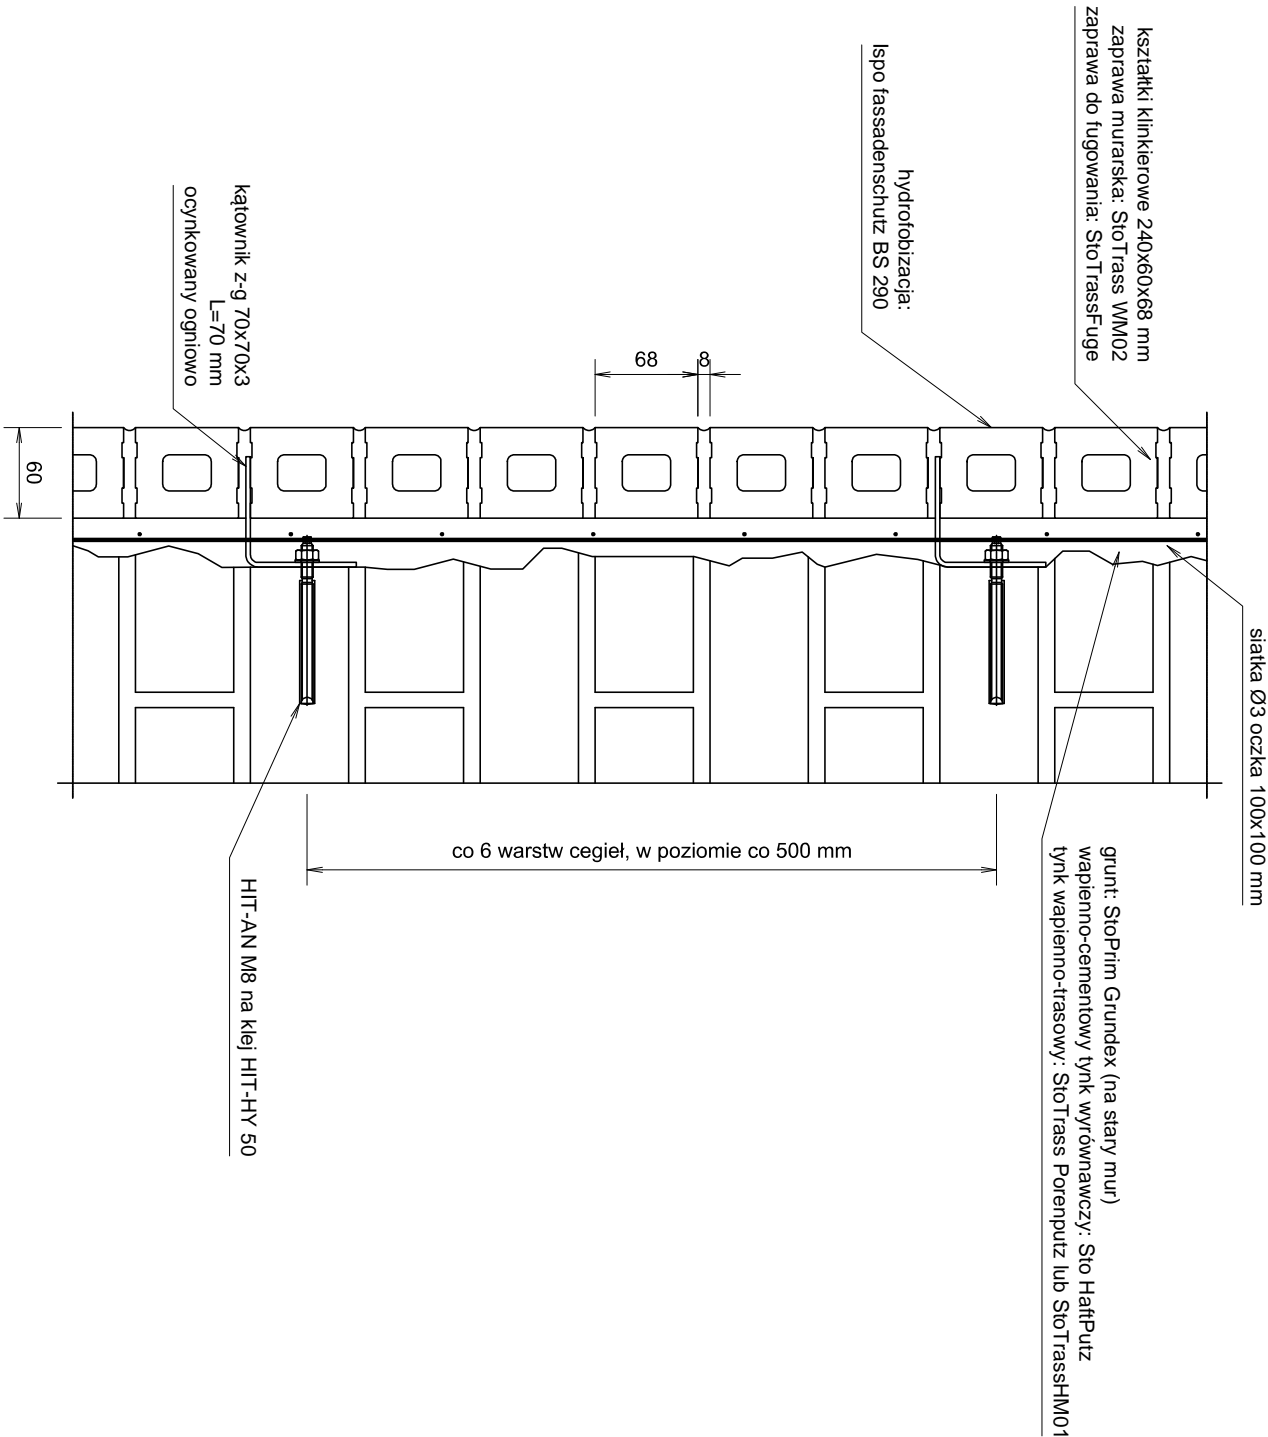 kształtki klinkierowe 240x60x68 mm
zaprawa murarska: StoTrass WM02
zaprawa do fugowania: StoTrassFuge
hydrofobizacja:
Ispo fassadenschutz BS 290
kątownik z-g 70x70x3
L=70 mm
ocynkowany ogniowo
68
8
60
siatka Ø3 oczka 100x100 mm
grunt: StoPrim Grundex (na stary mur)
wapienno-cementowy tynk wyrównawczy: Sto HaftPutz
tynk wapienno-trasowy: StoTrass Porenputz lub StoTrassHM01
co 6 warstw cegieł, w poziomie co 500 mm
HIT-AN M8 na klej HIT-HY 50